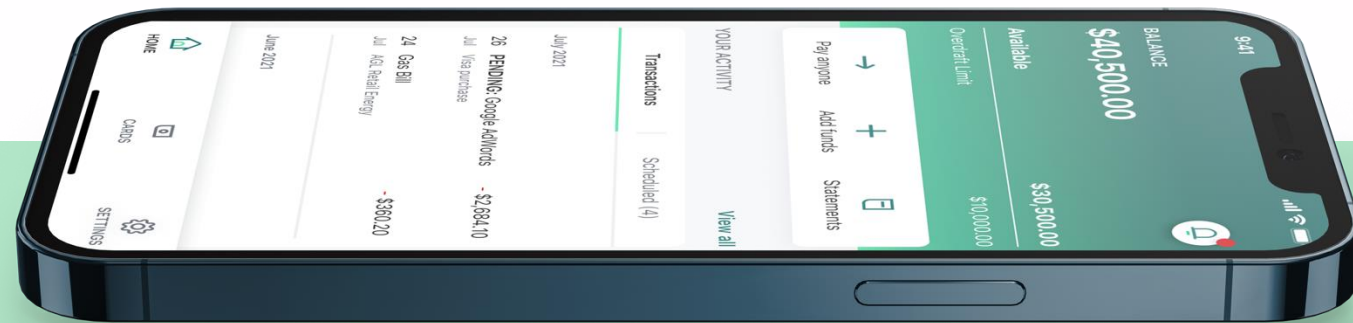 9:41
BALANCE
$40,500.00
Available $30,500.00
Overdraft Limit $10,000.00
Pay anyone Add funds Statements
YOUR ACTIVITY View all
Transactions Scheduled (4)
July 2021
26 PENDING: Google AdWords - $2,684.10
Jul Visa purchase
24 Gas Bill - $360.20
Jul AGL Retail Energy
June 2021
HOME CARDS SETTINGS